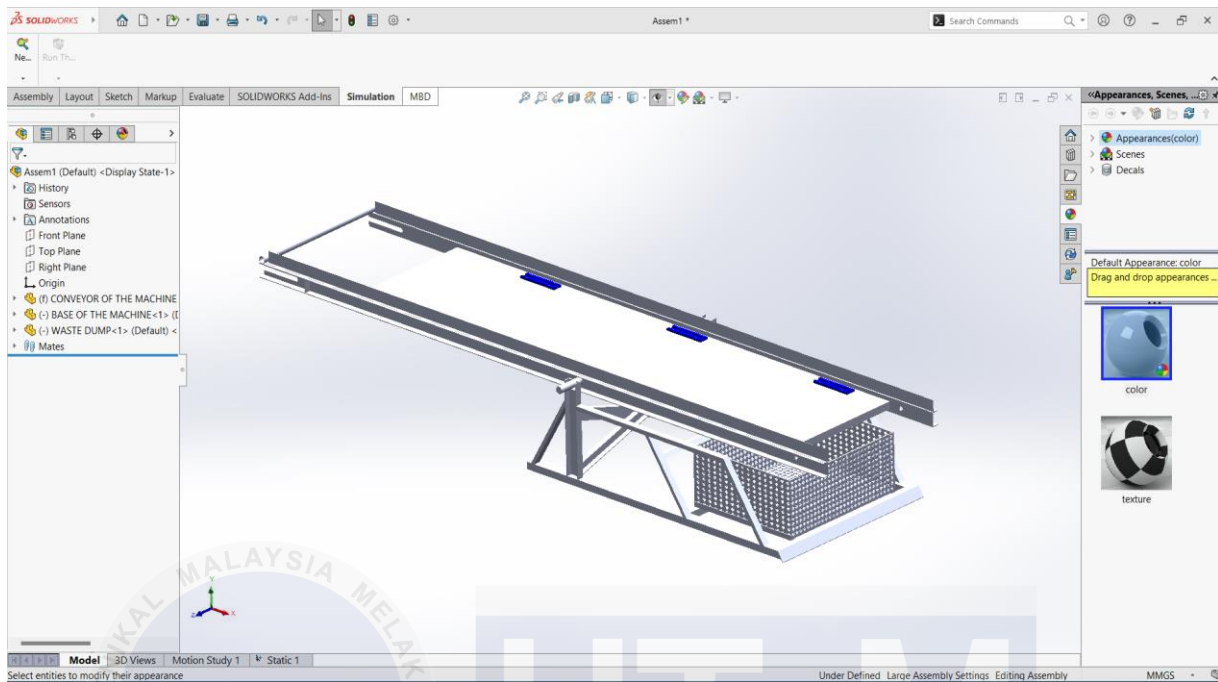 SOLIDWORKS
Assem1 *
Search Commands
Ne...
Run Th...
Assembly Layout Sketch Markup Evaluate SOLIDWORKS Add-Ins Simulation MBD
«Appearances, Scenes, ...
Assem1 (Default) <Display State-1>
History
Sensors
Annotations
Front Plane
Top Plane
Right Plane
Origin
(f) CONVEYOR OF THE MACHINE
(-) BASE OF THE MACHINE<1> (D
(-) WASTE DUMP<1> (Default) <
Mates
Appearances(color)
Scenes
Decals
Default Appearance: color
Drag and drop appearances ...
color
texture
Y
Z
X
MALAYSIA
Model 3D Views Motion Study 1 Static 1
Select entities to modify their appearance
Under Defined Large Assembly Settings Editing Assembly MMGS